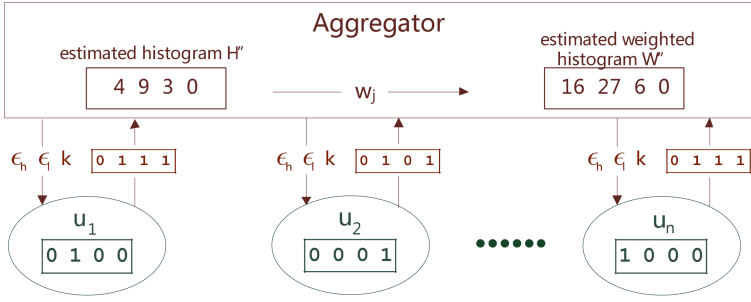 Aggregator
estimated histogram H″
4 9 3 0
w_j
estimated weighted
histogram W″
16 27 6 0
ϵ_h ϵ_l k
0 1 1 1
ϵ_h ϵ_l k
0 1 0 1
ϵ_h ϵ_l k
0 1 1 1
u_1
0 1 0 0
u_2
0 0 0 1
u_n
1 0 0 0